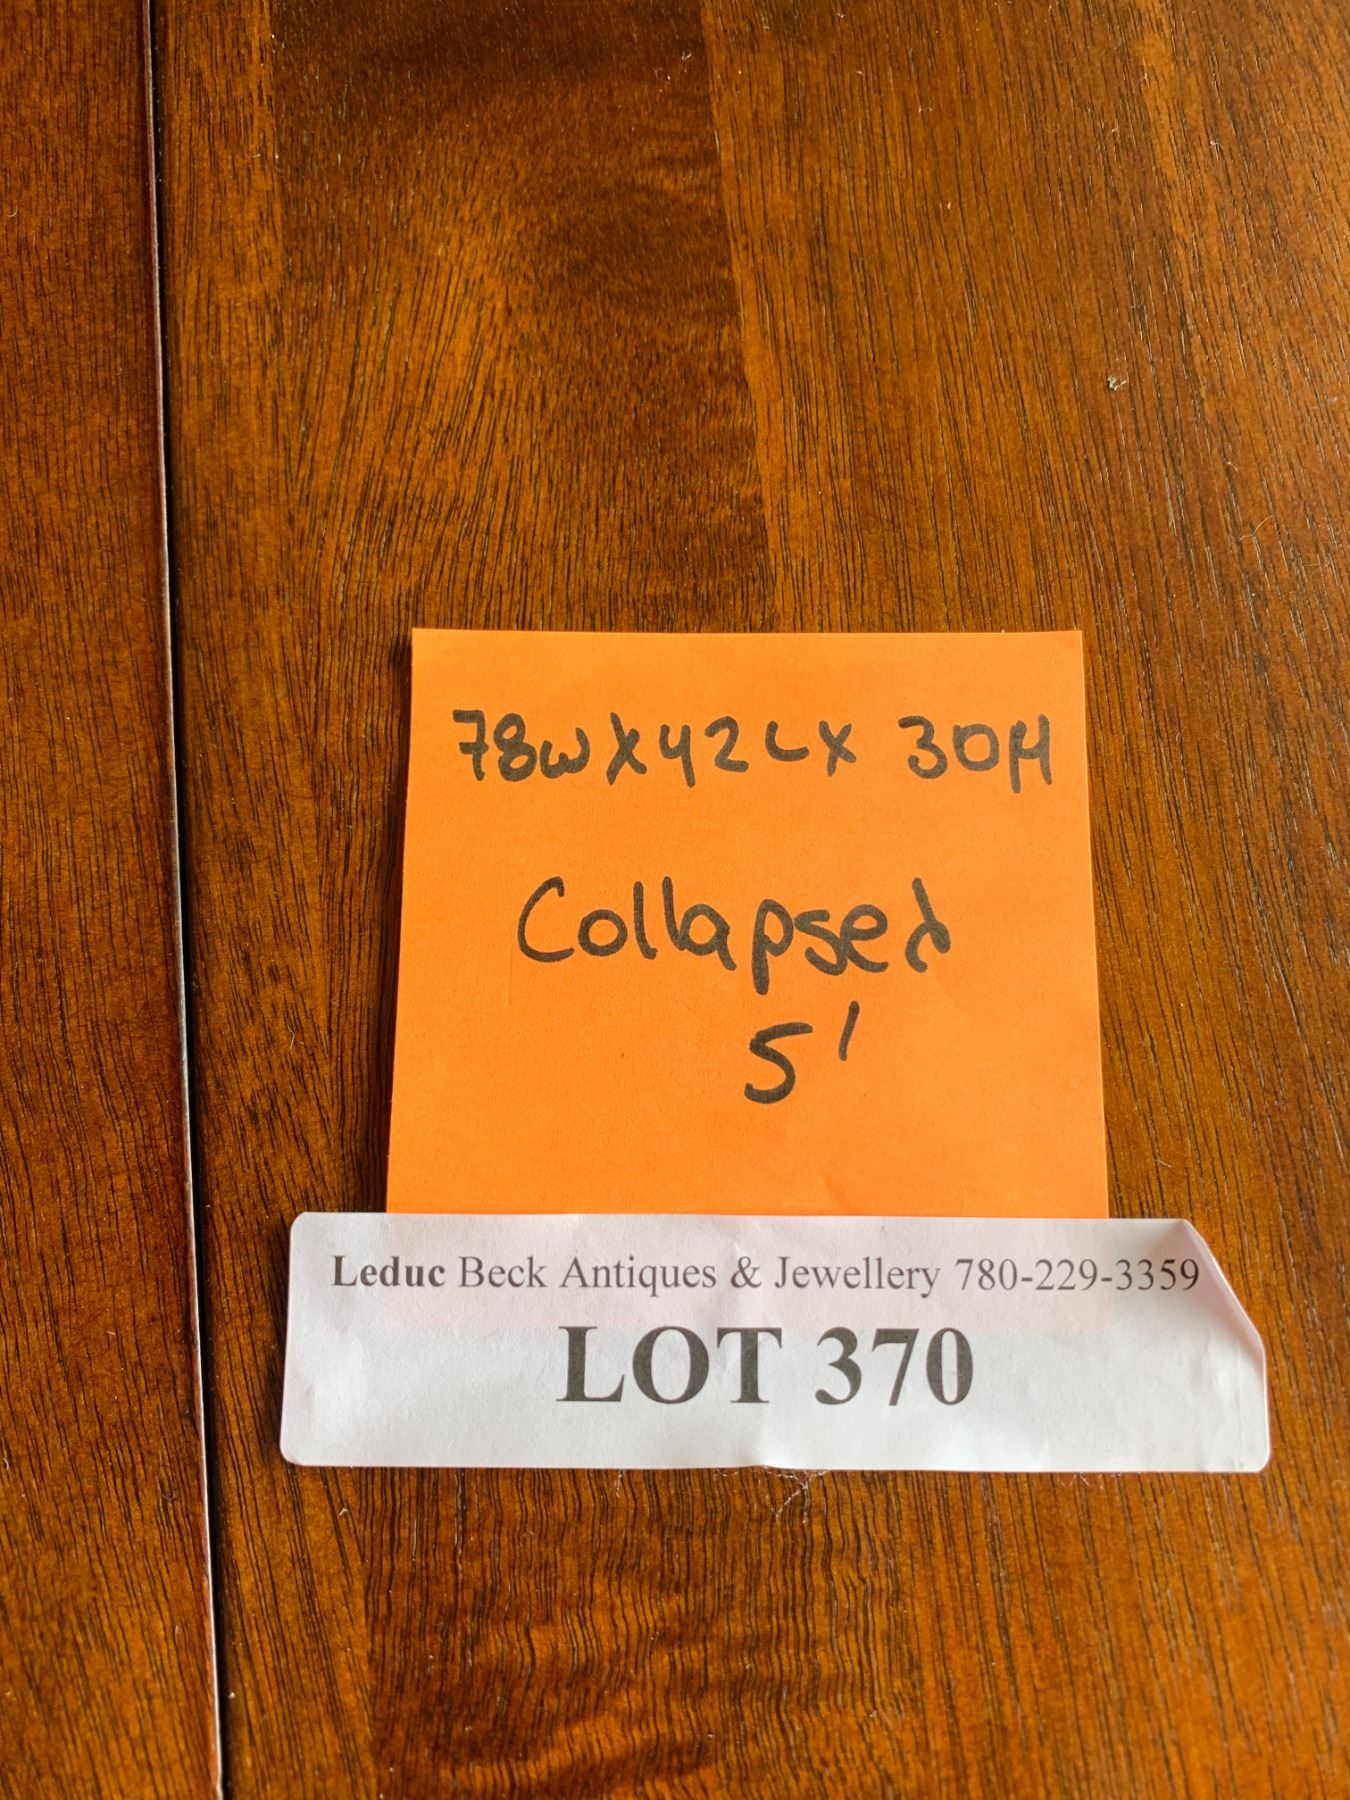 78W X 42L X 30H
Collapsed
5'
Leduc Beck Antiques & Jewellery 780-229-3359
LOT 370